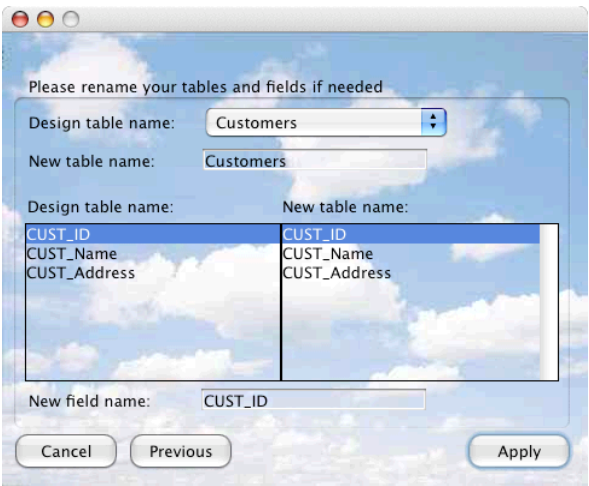 Please rename your tables and fields if needed
Design table name: Customers
New table name: Customers
Design table name: New table name:
CUST_ID CUST_ID
CUST_Name CUST_Name
CUST_Address CUST_Address
New field name: CUST_ID
Cancel Previous Apply